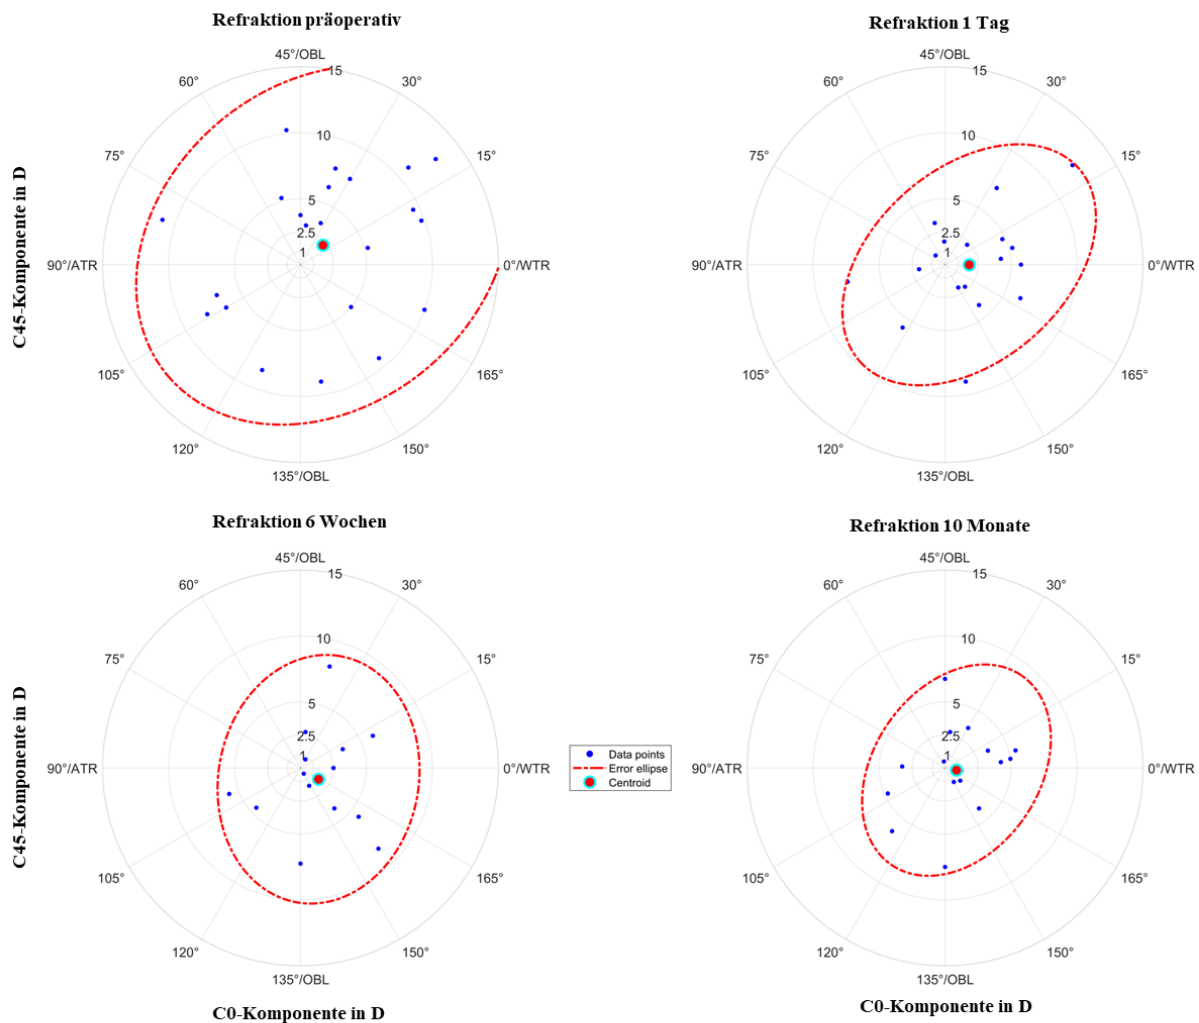 Refraktion präoperativ
45°/OBL
15
60°
30°
10
75°
15°
5
2.5
1
90°/ATR
0°/WTR
105°
165°
120°
150°
135°/OBL
C45-Komponente in D
Refraktion 1 Tag
45°/OBL
15
60°
30°
10
75°
15°
5
2.5
1
90°/ATR
0°/WTR
105°
165°
120°
150°
135°/OBL
Refraktion 6 Wochen
45°/OBL
15
60°
30°
10
75°
15°
5
2.5
1
90°/ATR
0°/WTR
105°
165°
120°
150°
135°/OBL
C45-Komponente in D
C0-Komponente in D
Data points
Error ellipse
Centroid
Refraktion 10 Monate
45°/OBL
15
60°
30°
10
75°
15°
5
2.5
1
90°/ATR
0°/WTR
105°
165°
120°
150°
135°/OBL
C0-Komponente in D